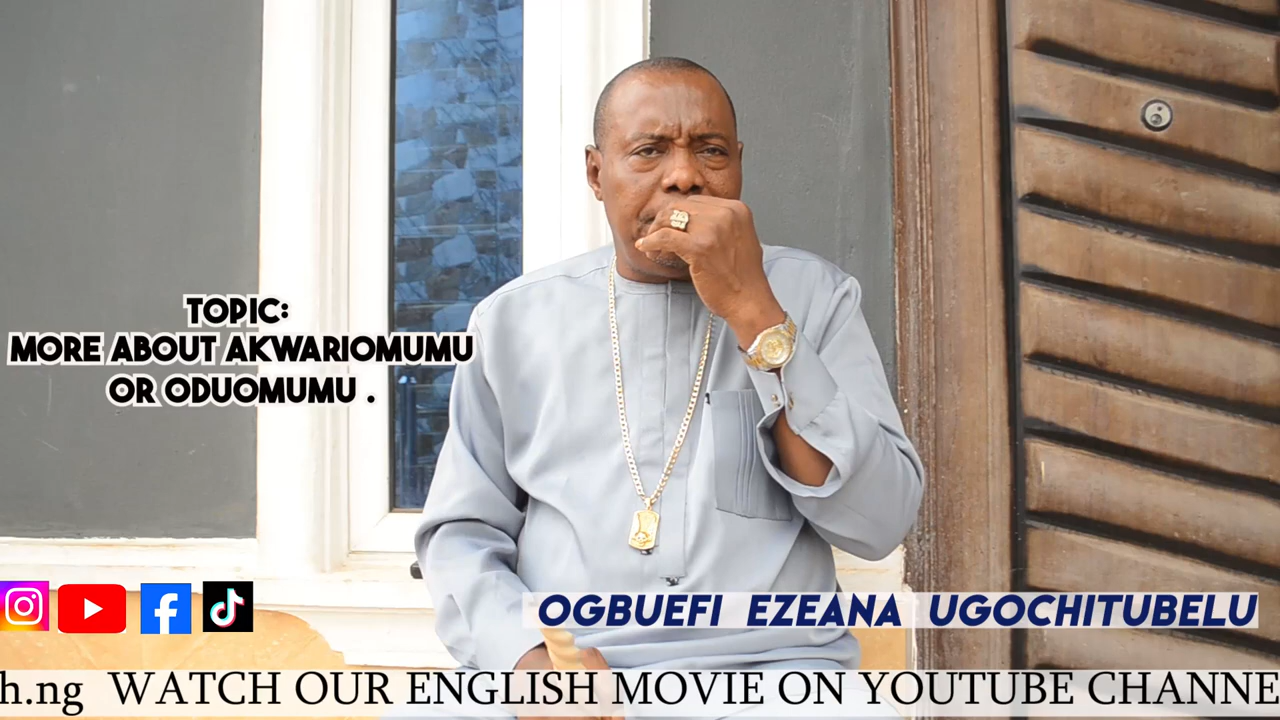 TOPIC:
MORE ABOUT AKWARIOMUMU
OR ODUOMUMU .
OGBUEFI EZEANA UGOCHITUBELU
h.ng WATCH OUR ENGLISH MOVIE ON YOUTUBE CHANNE